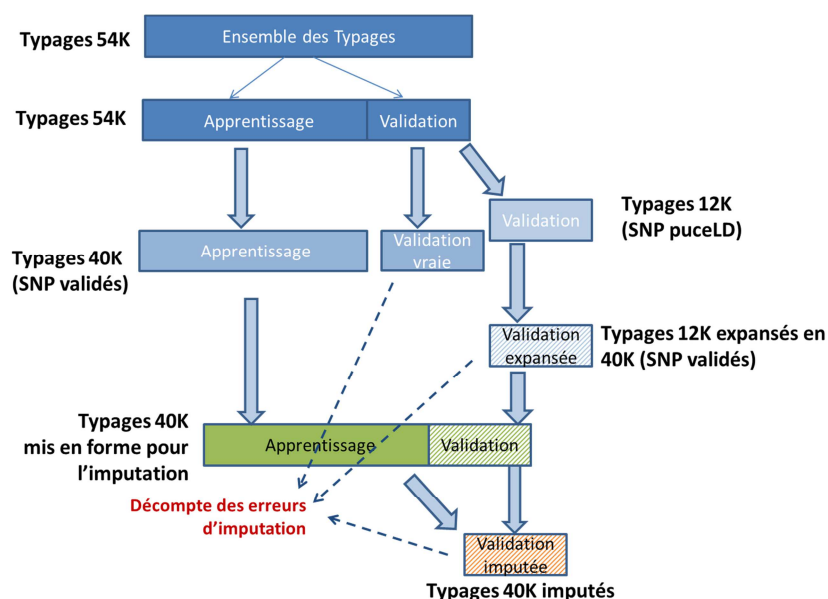 Typages 54K
Ensemble des Typages
Typages 54K
Apprentissage
Validation
Typages 12K
(SNP puceLD)
Validation
Typages 40K
(SNP validés)
Apprentissage
Validation
vraie
Validation
expansée
Typages 12K expansés en
40K (SNP validés)
Typages 40K
mis en forme pour
l’imputation
Apprentissage
Validation
Décompte des erreurs
d’imputation
Validation
imputée
Typages 40K imputés